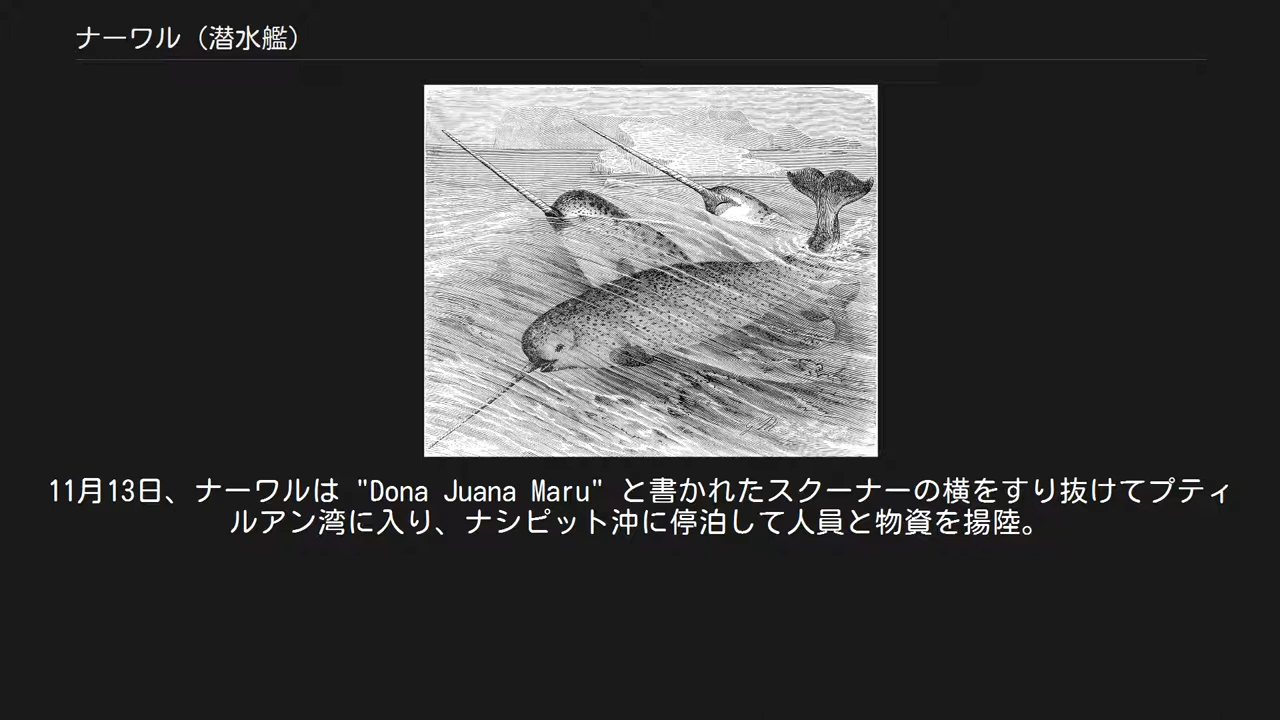 ナーワル（潜水艦）
11月13日、ナーワルは "Dona Juana Maru" と書かれたスクーナーの横をすり抜けてプティ
ルアン湾に入り、ナシピット沖に停泊して人員と物資を揚陸。